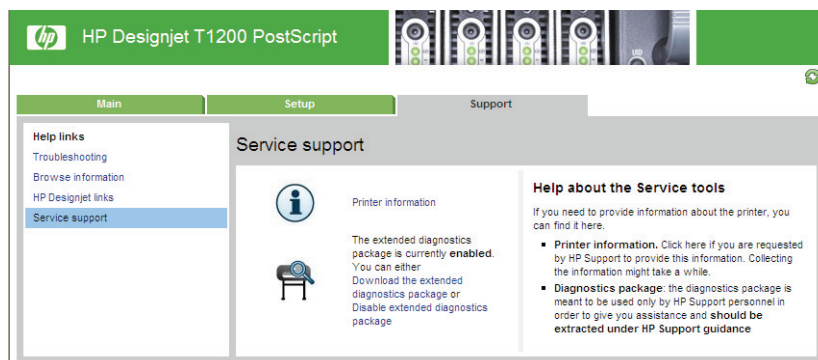 hp HP Designjet T1200 PostScript
UID
Main Setup Support
Help links
Troubleshooting
Browse information
HP Designjet links
Service support
Service support
Printer information
The extended diagnostics
package is currently enabled.
You can either
Download the extended
diagnostics package or
Disable extended diagnostics
package
Help about the Service tools
If you need to provide information about the printer, you
can find it here.
▪ Printer information. Click here if you are requested
by HP Support to provide this information. Collecting
the information might take a while.
▪ Diagnostics package: the diagnostics package is
meant to be used only by HP Support personnel in
order to give you assistance and should be
extracted under HP Support guidance